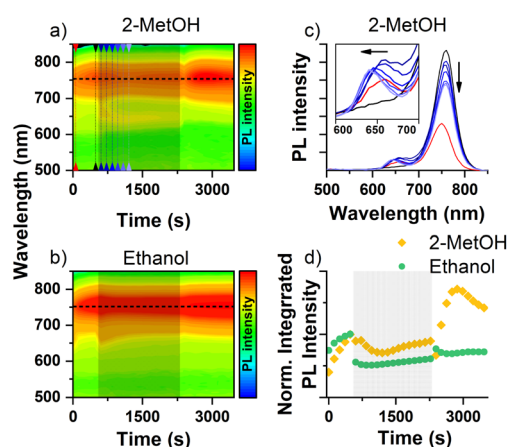 a) 2-MetOH
800
700
600
500
0 1500 3000
Time (s)
Wavelength (nm)
PL intensity
b) Ethanol
800
700
600
500
0 1500 3000
Time (s)
PL intensity
c) 2-MetOH
PL intensity
600 650 700
500 600 700 800
Wavelength (nm)
d) 2-MetOH
Ethanol
Norm. Integrrated
PL Intensity
0 1500 3000
Time (s)